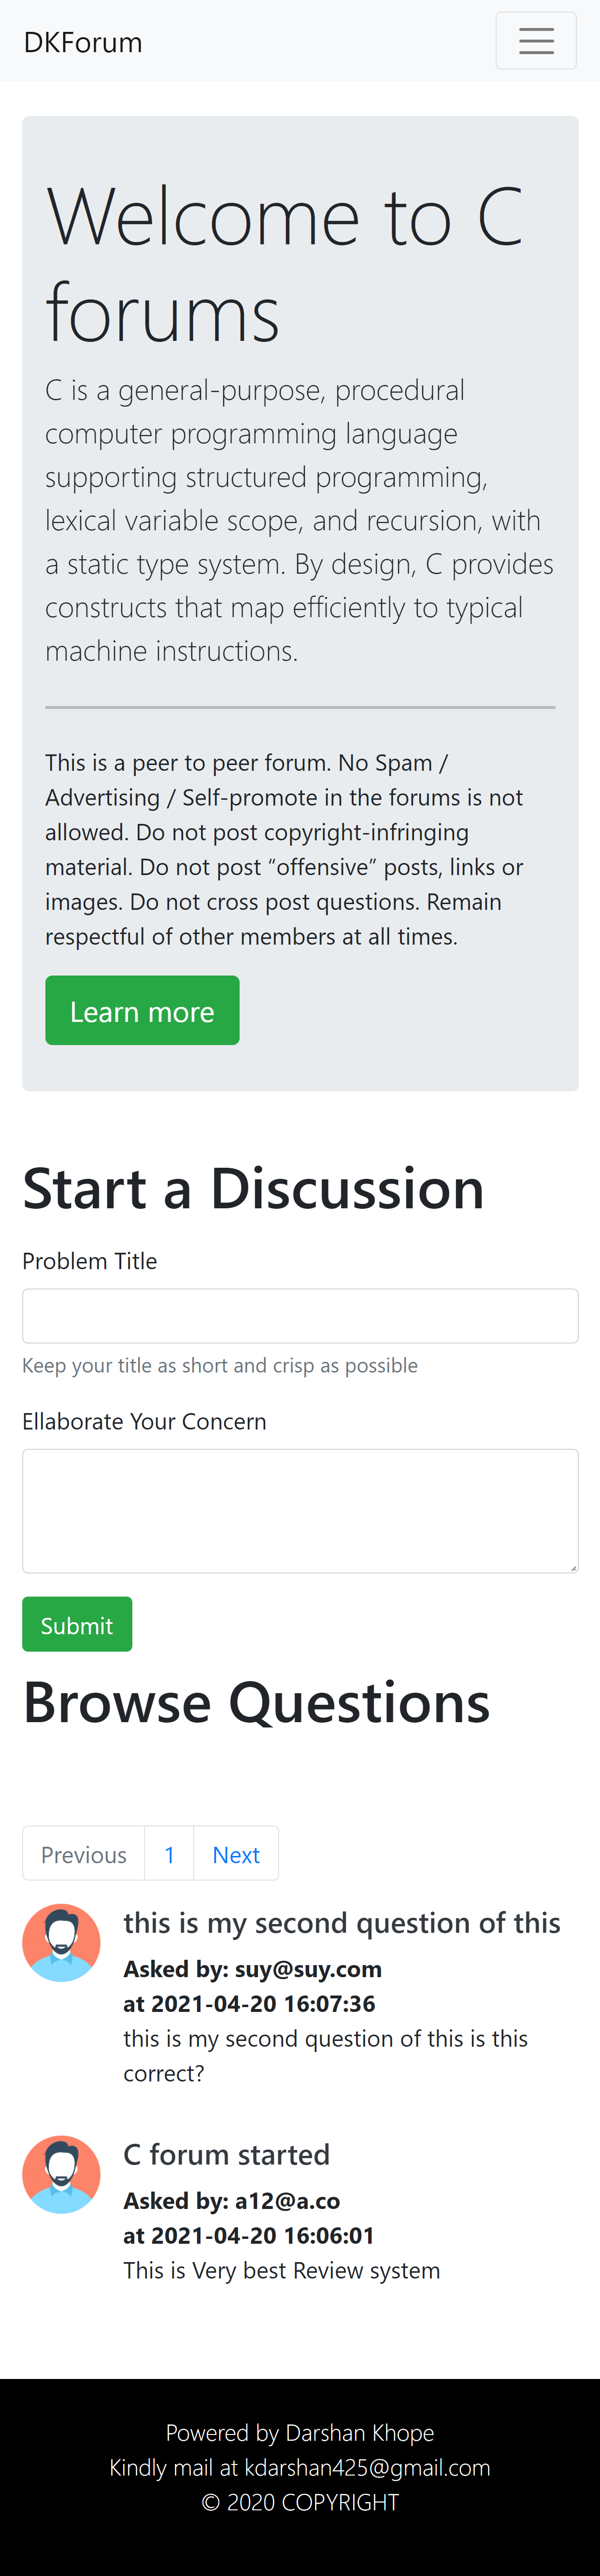 DKForum
Welcome to C
forums
C is a general-purpose, procedural
computer programming language
supporting structured programming,
lexical variable scope, and recursion, with
a static type system. By design, C provides
constructs that map efficiently to typical
machine instructions.
This is a peer to peer forum. No Spam /
Advertising / Self-promote in the forums is not
allowed. Do not post copyright-infringing
material. Do not post “offensive” posts, links or
images. Do not cross post questions. Remain
respectful of other members at all times.
Learn more
Start a Discussion
Problem Title
Keep your title as short and crisp as possible
Ellaborate Your Concern
Submit
Browse Questions
Previous 1 Next
this is my second question of this
Asked by: suy@suy.com
at 2021-04-20 16:07:36
this is my second question of this is this
correct?
C forum started
Asked by: a12@a.co
at 2021-04-20 16:06:01
This is Very best Review system
Powered by Darshan Khope
Kindly mail at kdarshan425@gmail.com
© 2020 COPYRIGHT